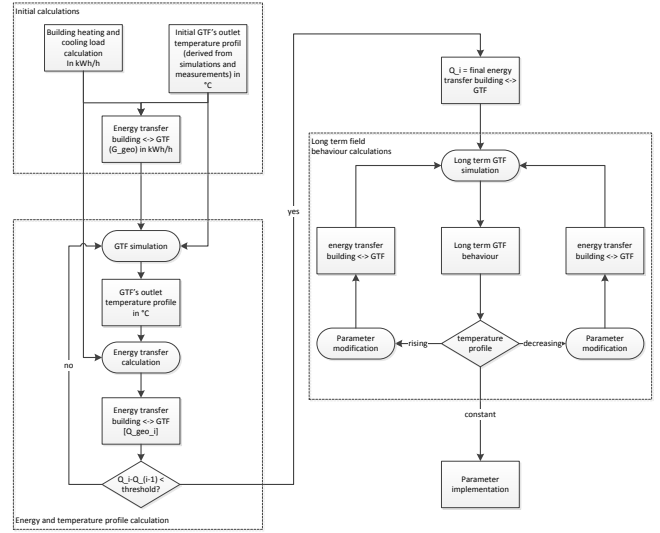 Initial calculations
Building heating and
cooling load
calculation
In kWh/h
Initial GTF's outlet
temperature profil
(derived from
simulations and
measurements) in
°C
Energy transfer
building <-> GTF
(G_geo) in kWh/h
GTF simulation
GTF's outlet
temperature profile
in °C
Energy transfer
calculation
no
Energy transfer
building <-> GTF
[Q_geo_i]
Q_i-Q_(i-1) <
threshold?
Energy and temperature profile calculation
yes
Q_i = final energy
transfer building <->
GTF
Long term field
behaviour calculations
Long term GTF
simulation
energy transfer
building <-> GTF
Long term GTF
behaviour
energy transfer
building <-> GTF
Parameter
modification
rising
temperature
profile
decreasing
Parameter
modification
constant
Parameter
implementation